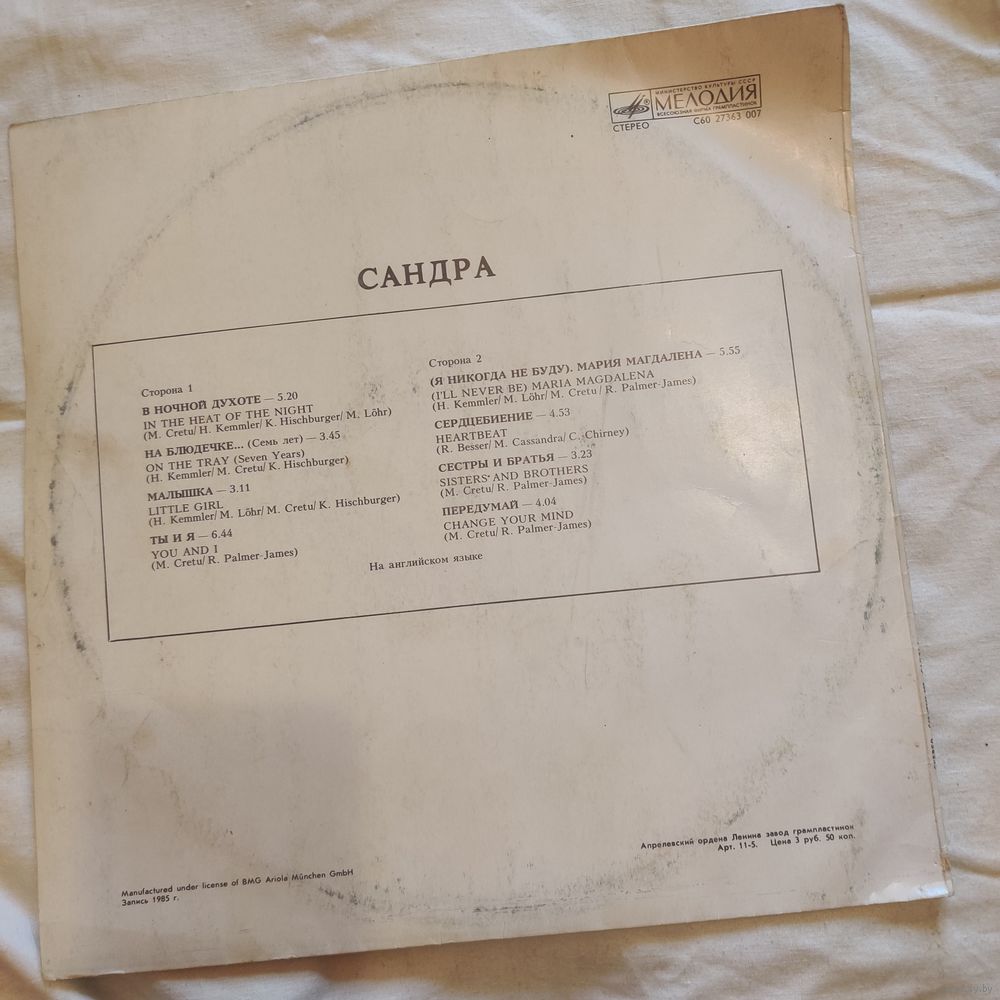 МИНИСТЕРСТВО КУЛЬТУРЫ СССР
МЕЛОДИЯ
ВСЕСОЮЗНАЯ ФИРМА ГРАМПЛАСТИНОК
СТЕРЕО
С60 27363 007
САНДРА
Сторона 1
В НОЧНОЙ ДУХОТЕ — 5.20
IN THE HEAT OF THE NIGHT
(M. Cretu/ H. Kemmler/ K. Hischburger/ M. Löhr)
НА БЛЮДЕЧКЕ... (Семь лет) — 3.45
ON THE TRAY (Seven Years)
(H. Kemmler/ M. Cretu/ K. Hischburger)
МАЛЫШКА — 3.11
LITTLE GIRL
(H. Kemmler/ M. Löhr/ M. Cretu/ K. Hischburger)
ТЫ И Я — 6.44
YOU AND I
(M. Cretu/ R. Palmer-James)
Сторона 2
(Я НИКОГДА НЕ БУДУ). МАРИЯ МАГДАЛЕНА — 5.55
(I'LL NEVER BE) MARIA MAGDALENA
(H. Kemmler/ M. Löhr/ M. Cretu / R. Palmer-James)
СЕРДЦЕБИЕНИЕ — 4.53
HEARTBEAT
(R. Besser/ M. Cassandra/ C. Chirney)
СЕСТРЫ И БРАТЬЯ — 3.23
SISTERS AND BROTHERS
(M. Cretu/ R. Palmer-James)
ПЕРЕДУМАЙ — 4.04
CHANGE YOUR MIND
(M. Cretu/ R. Palmer-James)
На английском языке
Manufactured under license of BMG Ariola München GmbH
Запись 1985 г.
Апрелевский ордена Ленина завод грампластинок
Арт. 11-5. Цена 3 руб. 50 коп.